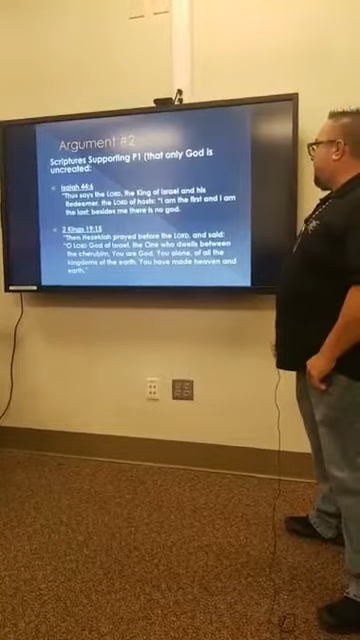 Argument #2
Scriptures Supporting P1 (that only God is
uncreated:
Isaiah 44:6
"Thus says the LORD, the King of Israel and his
Redeemer, the LORD of hosts: "I am the first and I am
the last; besides me there is no god.
2 Kings 19:15
"Then Hezekiah prayed before the LORD, and said:
"O LORD God of Israel, the One who dwells between
the cherubim, You are God, You alone, of all the
kingdoms of the earth. You have made heaven and
earth."